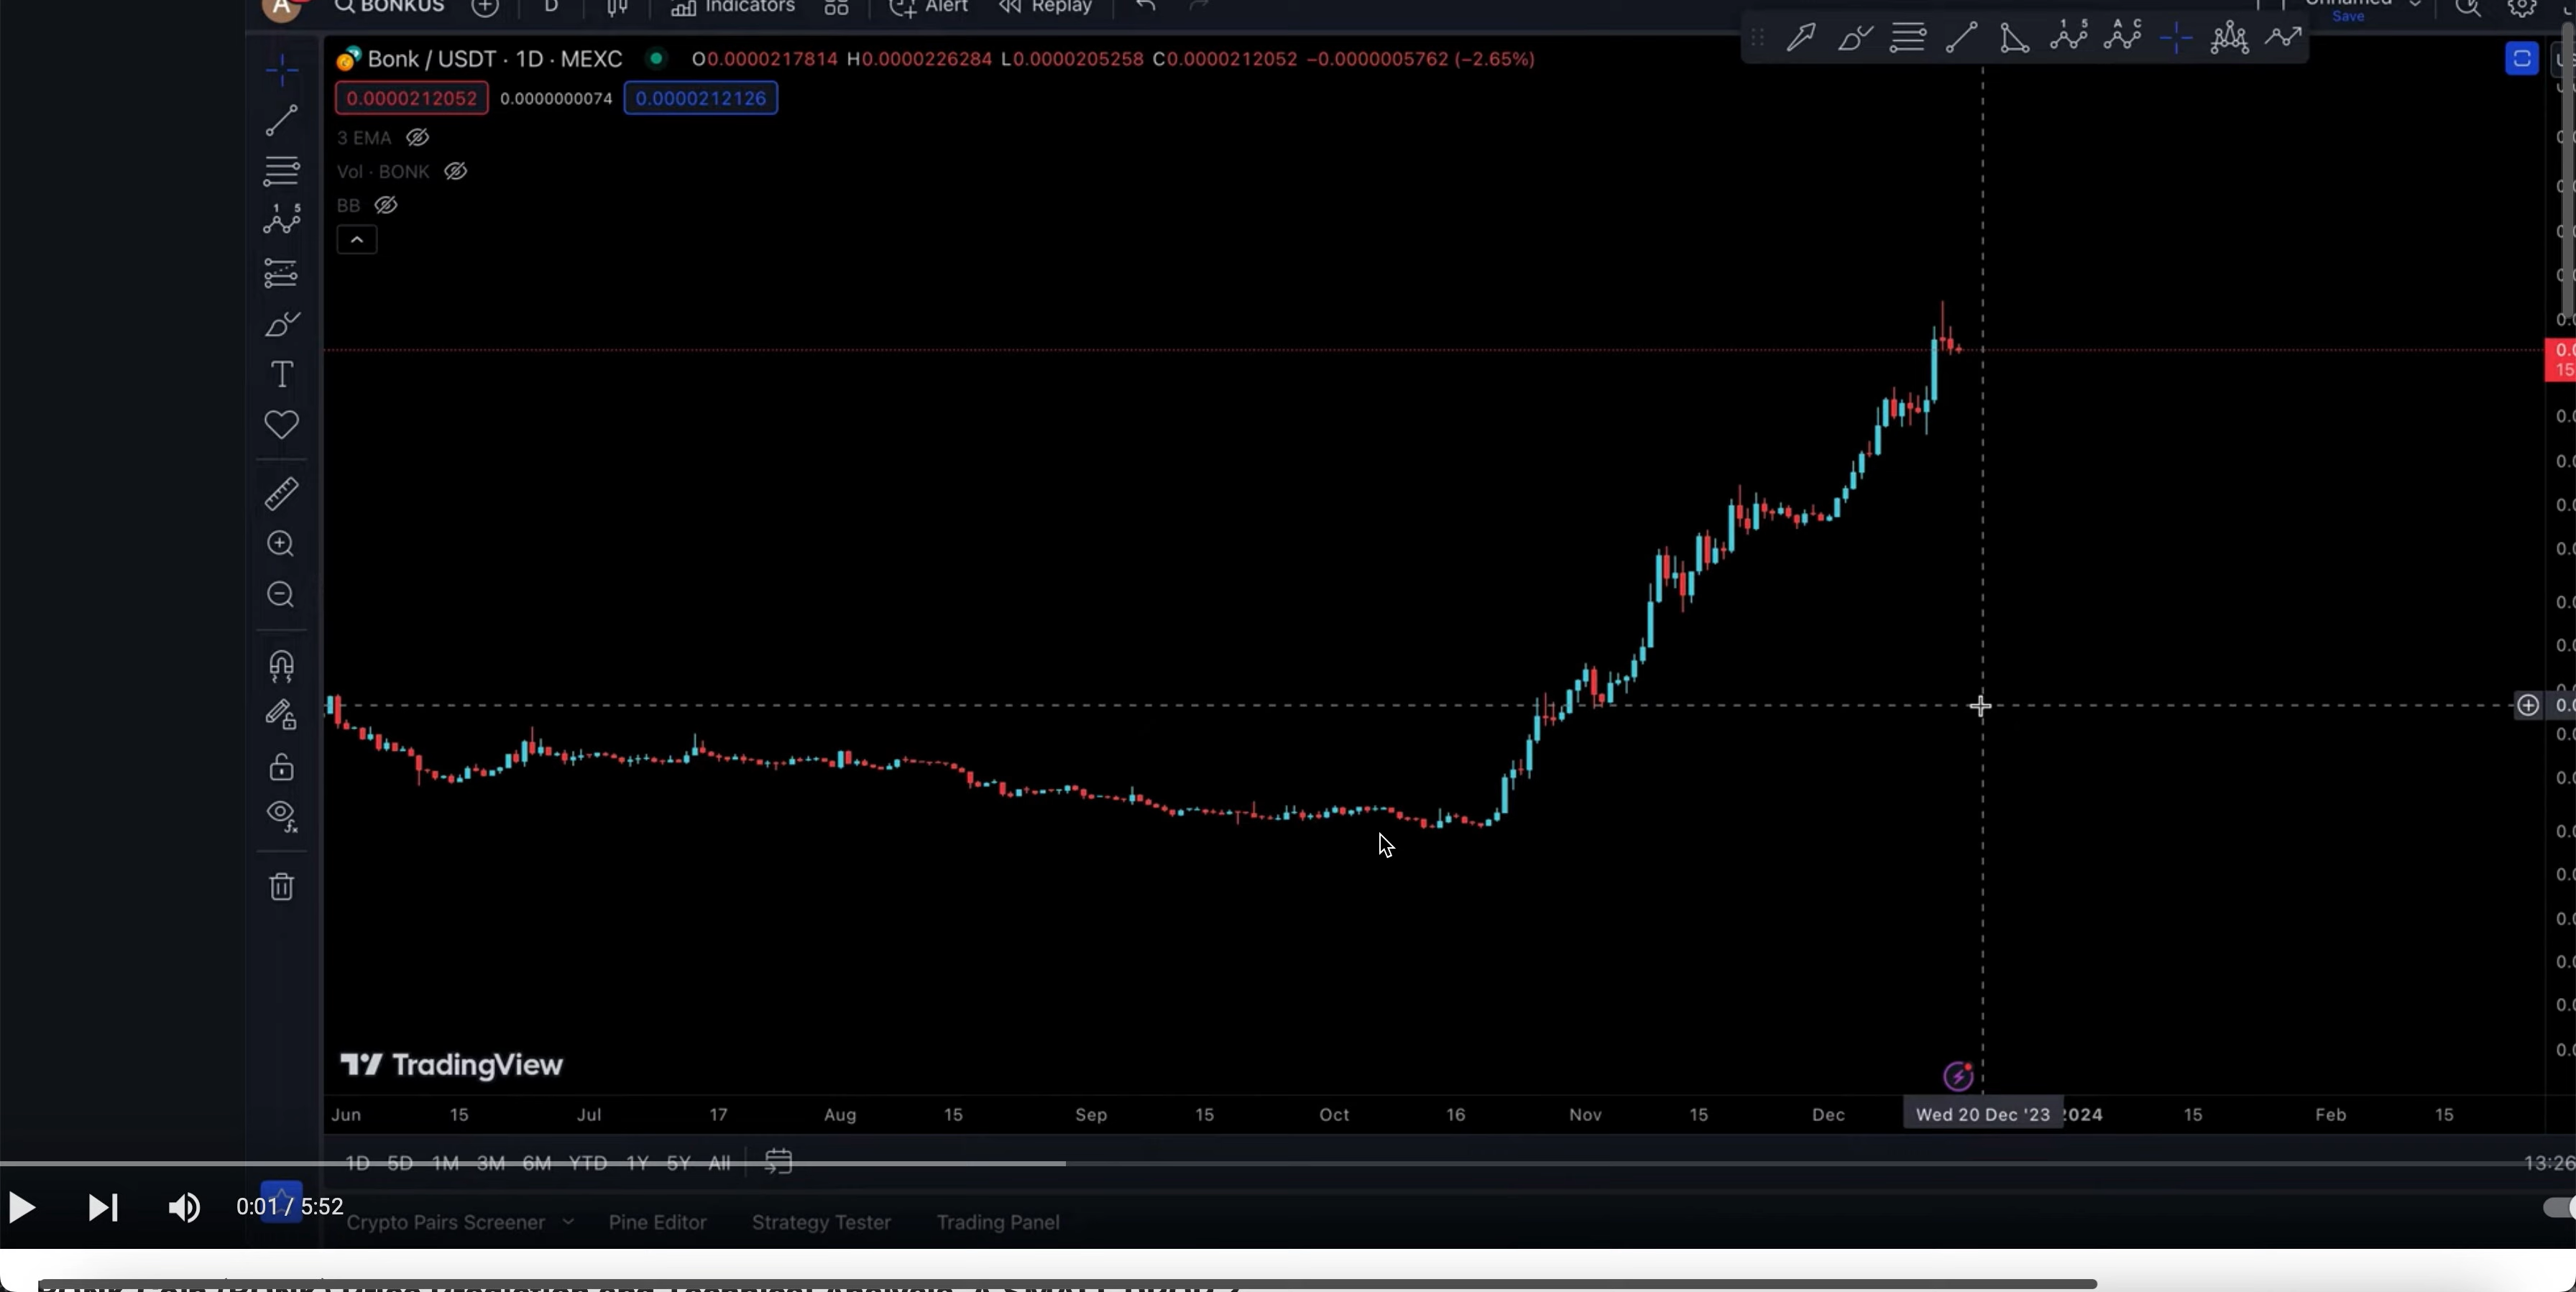 A BONKUS D Indicators Alert Replay Unnamed
Save
Bonk / USDT · 1D · MEXC O0.0000217814 H0.0000226284 L0.0000205258 C0.0000212052 −0.0000005762 (−2.65%)
0.0000212052 0.0000000074 0.0000212126
3 EMA
Vol · BONK
BB
TradingView
Jun 15 Jul 17 Aug 15 Sep 15 Oct 16 Nov 15 Dec Wed 20 Dec '23 2024 15 Feb 15
1D 5D 1M 3M 6M YTD 1Y 5Y All 13:26
0:01 / 5:52
Crypto Pairs Screener Pine Editor Strategy Tester Trading Panel